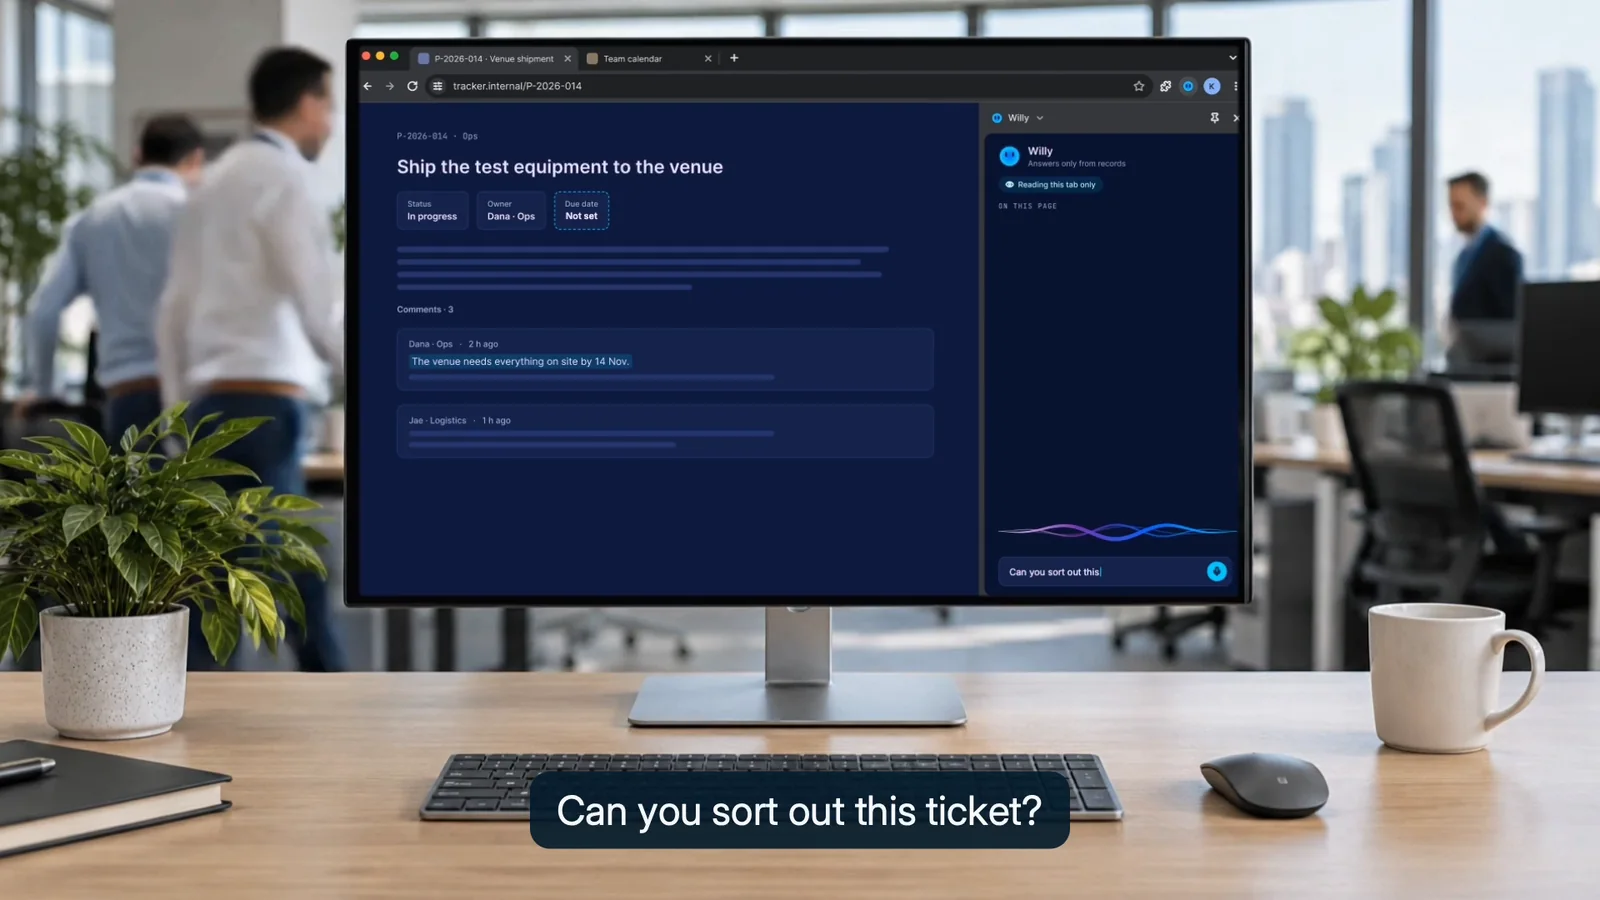 P-2026-014 · Venue shipment
Team calendar
tracker.internal/P-2026-014
K
P-2026-014 · Ops
Ship the test equipment to the venue
Status
In progress
Owner
Dana · Ops
Due date
Not set
Comments · 3
Dana · Ops · 2 h ago
The venue needs everything on site by 14 Nov.
Jae · Logistics · 1 h ago
Willy
Willy
Answers only from records
Reading this tab only
ON THIS PAGE
Can you sort out this
Can you sort out this ticket?